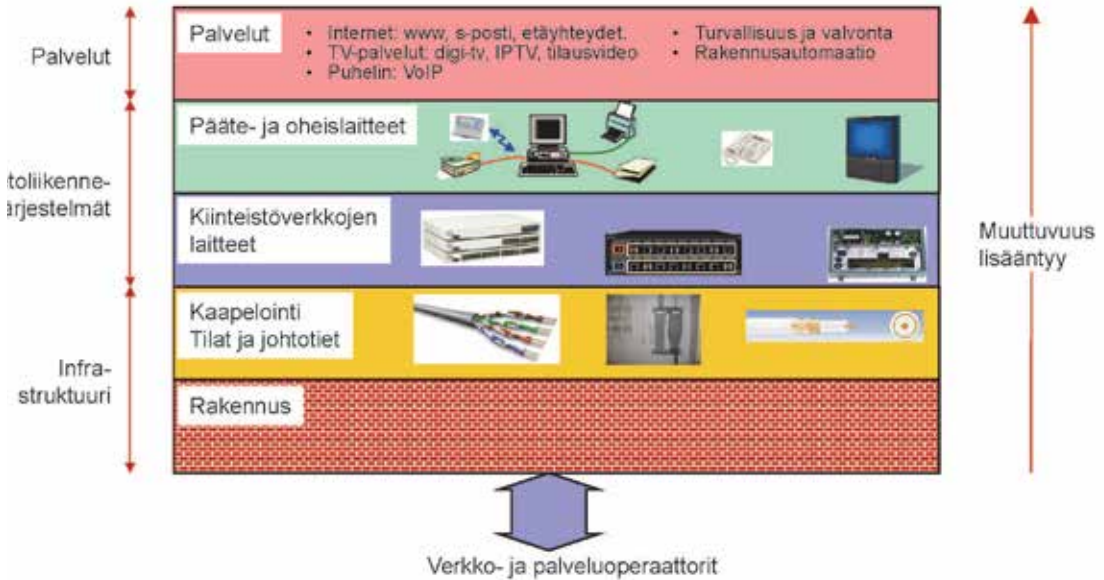 Palvelut
Palvelut
• Internet: www, s-posti, etäyhteydet.
• TV-palvelut: digi-tv, IPTV, tilausvideo
• Puhelin: VoIP
• Turvallisuus ja valvonta
• Rakennusautomaatio
toliikenne-
ärjestelmät
Pääte- ja oheislaitteet
Kiinteistöverkkojen
laitteet
Infra-
struktuuri
Kaapelointi
Tilat ja johtotiet
Rakennus
Muuttuvuus
lisääntyy
Verkko- ja palveluoperaattorit